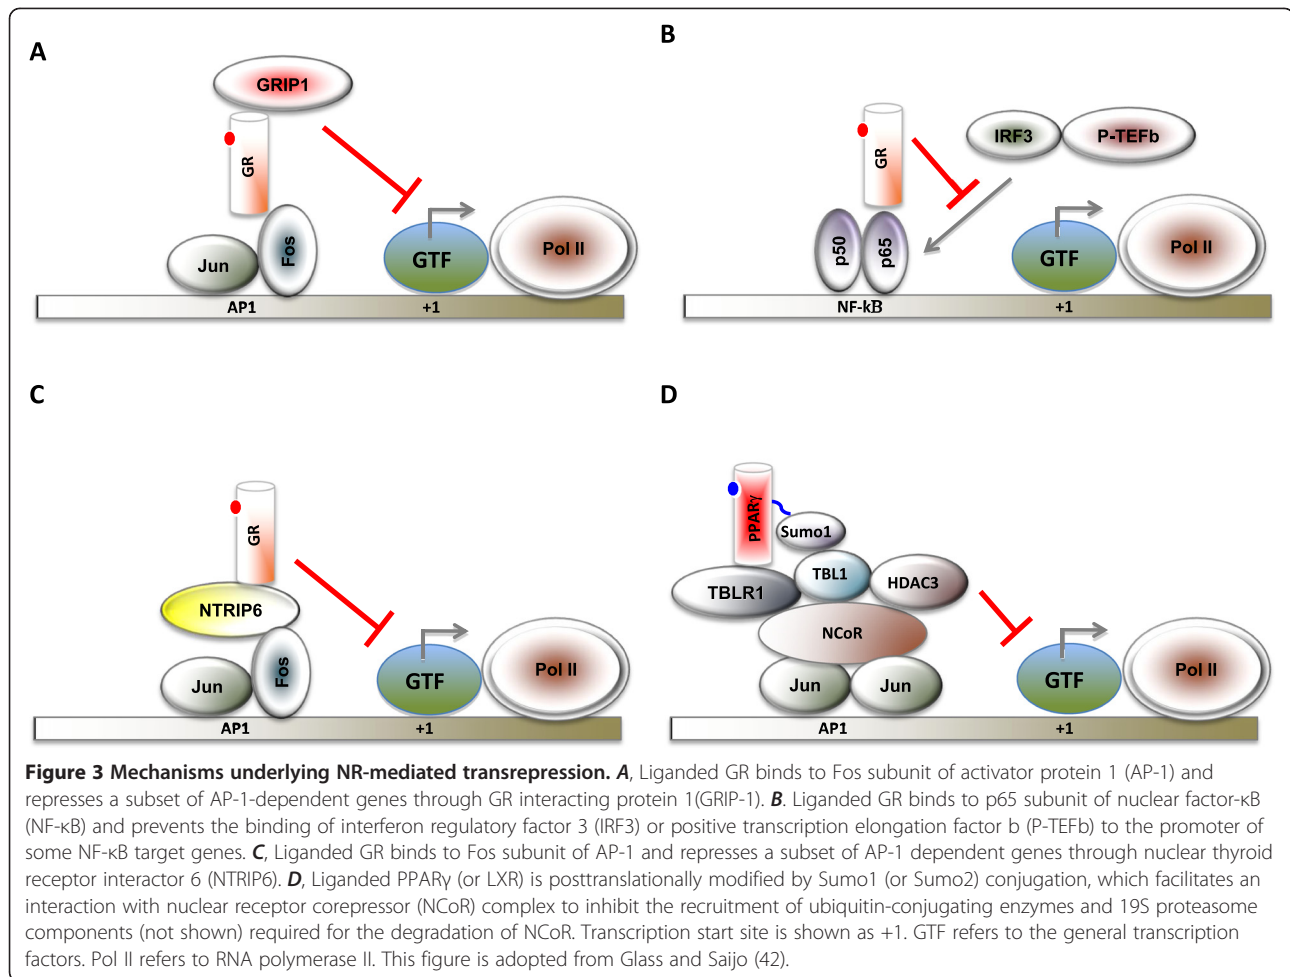 A
GRIP1
GR
Jun
Fos
GTF
Pol II
AP1
+1
B
GR
IRF3
P-TEFb
p50
p65
GTF
Pol II
NF-kB
+1
C
GR
NTRIP6
Jun
Fos
GTF
Pol II
AP1
+1
D
PPARγ
Sumo1
TBLR1
TBL1
HDAC3
NCoR
Jun
Jun
GTF
Pol II
AP1
+1
Figure 3 Mechanisms underlying NR-mediated transrepression. A, Liganded GR binds to Fos subunit of activator protein 1 (AP-1) and
represses a subset of AP-1-dependent genes through GR interacting protein 1(GRIP-1). B. Liganded GR binds to p65 subunit of nuclear factor-κB
(NF-κB) and prevents the binding of interferon regulatory factor 3 (IRF3) or positive transcription elongation factor b (P-TEFb) to the promoter of
some NF-κB target genes. C, Liganded GR binds to Fos subunit of AP-1 and represses a subset of AP-1 dependent genes through nuclear thyroid
receptor interactor 6 (NTRIP6). D, Liganded PPARγ (or LXR) is posttranslationally modified by Sumo1 (or Sumo2) conjugation, which facilitates an
interaction with nuclear receptor corepressor (NCoR) complex to inhibit the recruitment of ubiquitin-conjugating enzymes and 19S proteasome
components (not shown) required for the degradation of NCoR. Transcription start site is shown as +1. GTF refers to the general transcription
factors. Pol II refers to RNA polymerase II. This figure is adopted from Glass and Saijo (42).